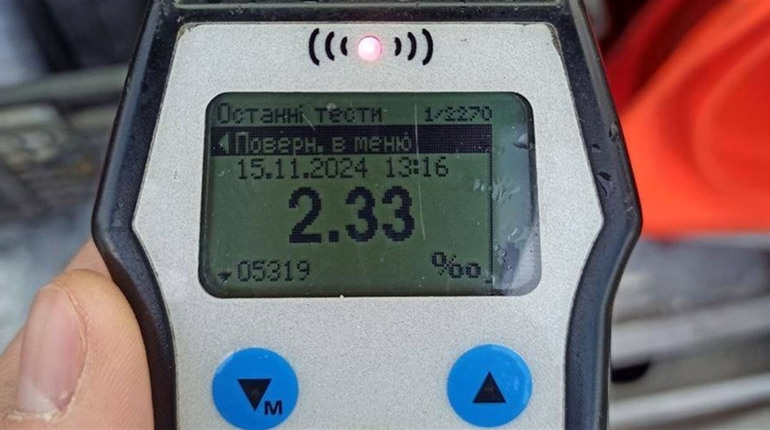 Останні тести 1/2270
Поверн. в меню
15.11.2024 13:16
2.33
05319 ‰
M